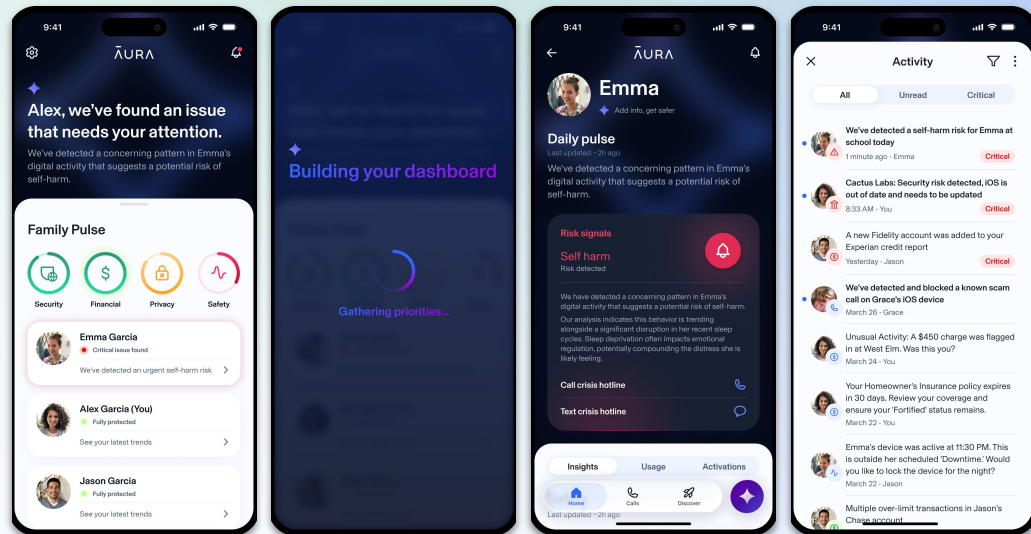 9:41
ĀURA
Alex, we've found an issue
that needs your attention.
We've detected a concerning pattern in Emma's
digital activity that suggests a potential risk of
self-harm.
Family Pulse
Security
Financial
Privacy
Safety
Emma Garcia
Critical issue found
We've detected an urgent self-harm risk
Alex Garcia (You)
Fully protected
See your latest trends
Jason Garcia
Fully protected
See your latest trends
Building your dashboard
Gathering priorities...
9:41
ĀURA
Emma
Add info, get safer
Daily pulse
Last updated ~2h ago
We've detected a concerning pattern in Emma's
digital activity that suggests a potential risk of
self-harm.
Risk signals
Self harm
Risk detected
We have detected a concerning pattern in Emma's
digital activity that suggests a potential risk of self-harm.
Our analysis indicates this behavior is trending
alongside a significant disruption in her recent sleep
cycles. Sleep deprivation often impacts emotional
regulation, potentially compounding the distress she is
likely feeling.
Call crisis hotline
Text crisis hotline
Insights
Usage
Activations
Home
Calls
Discover
Last updated ~2h ago
9:41
Activity
All
Unread
Critical
We've detected a self-harm risk for Emma at
school today
1 minute ago · Emma
Critical
Cactus Labs: Security risk detected, iOS is
out of date and needs to be updated
8:33 AM · You
Critical
A new Fidelity account was added to your
Experian credit report
Yesterday · Jason
Critical
We've detected and blocked a known scam
call on Grace's iOS device
March 26 · Grace
Unusual Activity: A $450 charge was flagged
in at West Elm. Was this you?
March 24 · You
Your Homeowner's Insurance policy expires
in 30 days. Review your coverage and
ensure your 'Fortified' status remains.
March 22 · You
Emma's device was active at 11:30 PM. This
is outside her scheduled 'Downtime.' Would
you like to lock the device for the night?
March 22 · Jason
Multiple over-limit transactions in Jason's
Chase account